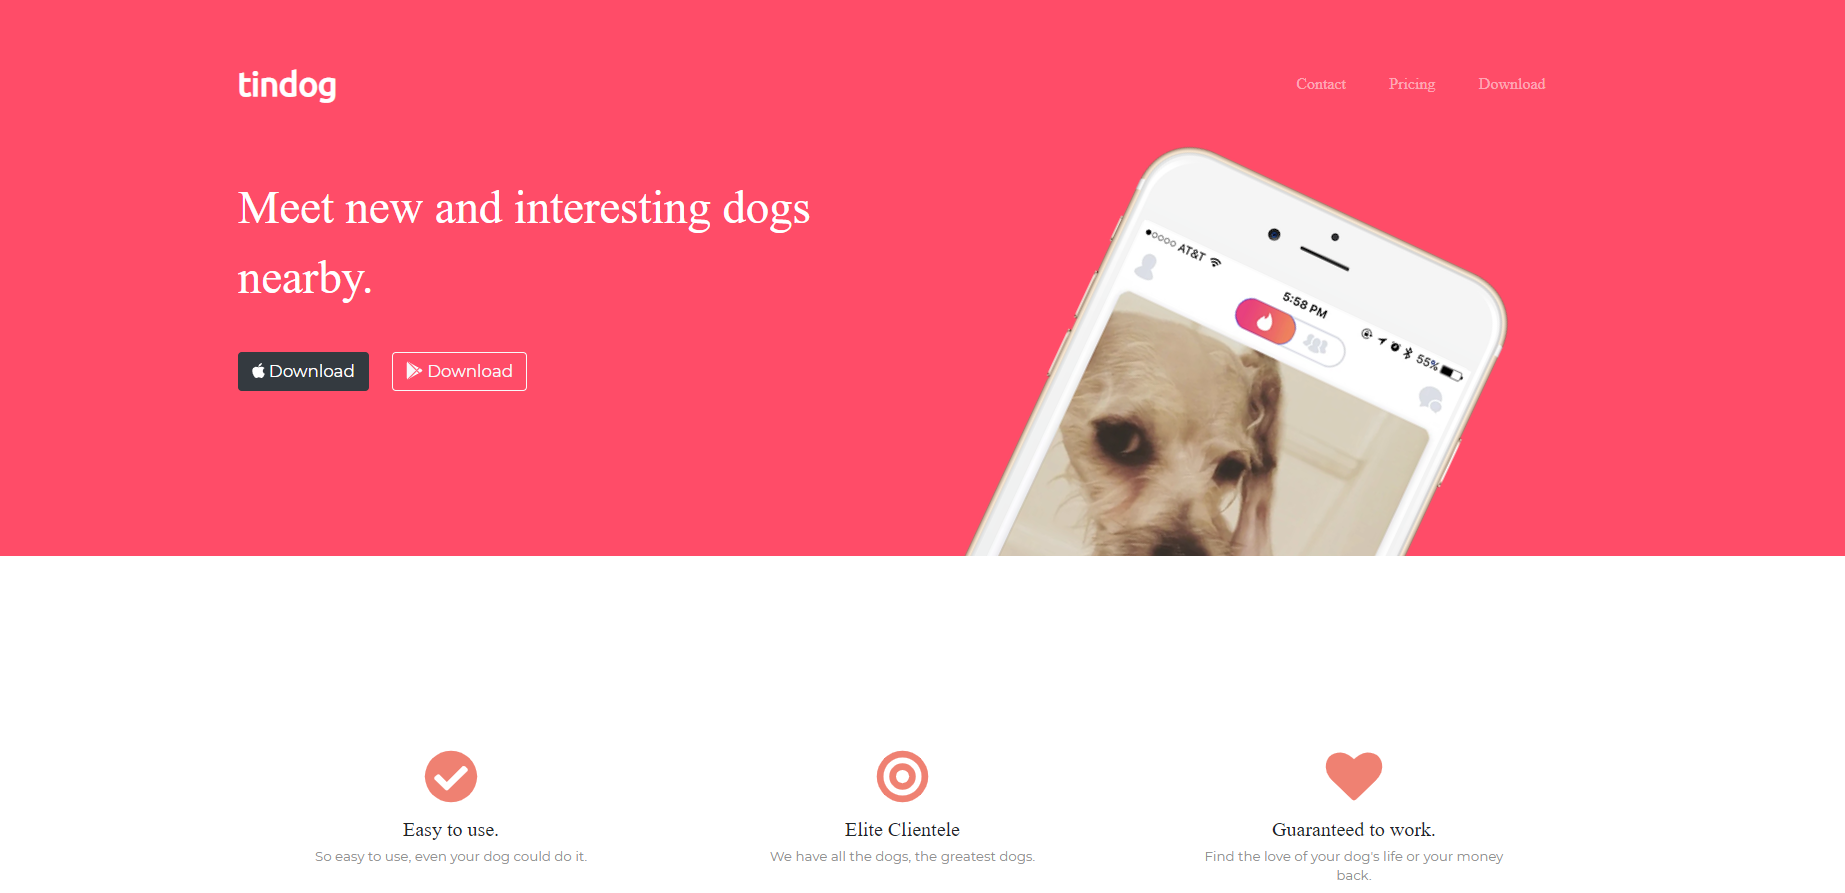 tindog
Contact Pricing Download
Meet new and interesting dogs
nearby.
Download Download
AT&T
5:58 PM
55%
Easy to use.
So easy to use, even your dog could do it.
Elite Clientele
We have all the dogs, the greatest dogs.
Guaranteed to work.
Find the love of your dog's life or your money
back.